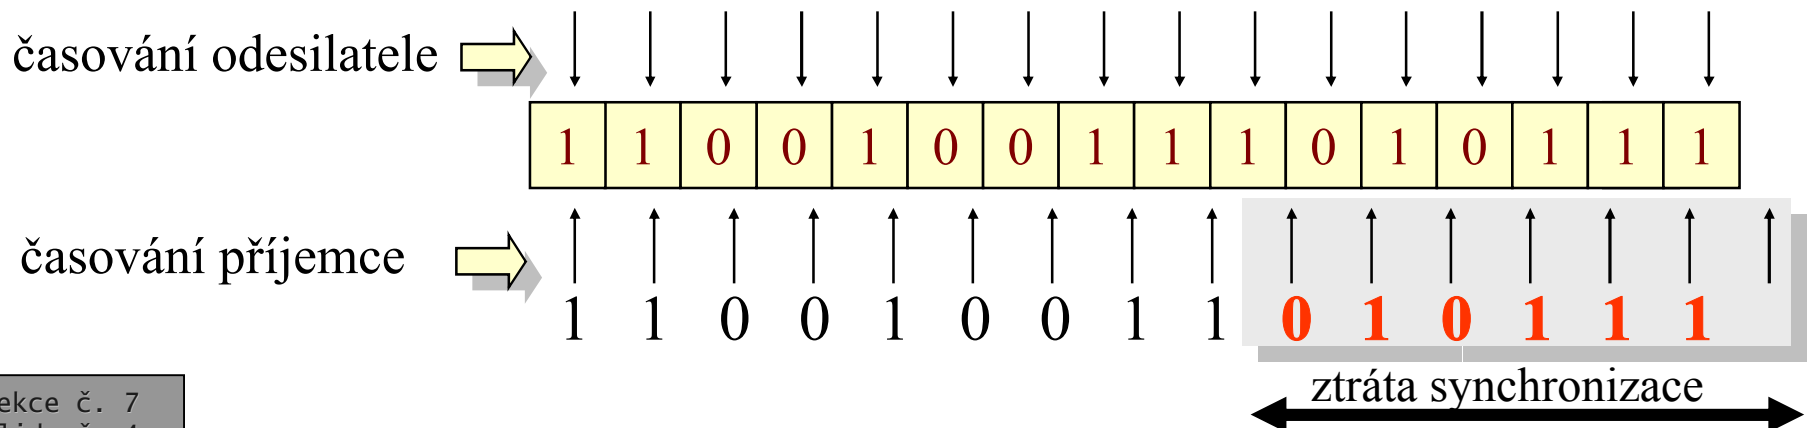 časování odesilatele
1 1 0 0 1 0 0 1 1 1 0 1 0 1 1 1
časování příjemce
1 1 0 0 1 0 0 1 1 0 1 0 1 1 1
ztráta synchronizace
ekce č. 7